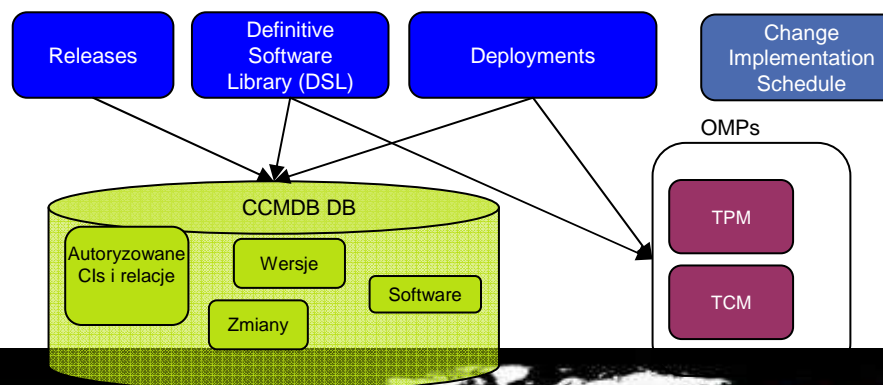 Releases
Definitive
Software
Library (DSL)
Deployments
Change
Implementation
Schedule
OMPs
CCMDB DB
Autoryzowane
CIs i relacje
Wersje
Software
Zmiany
TPM
TCM